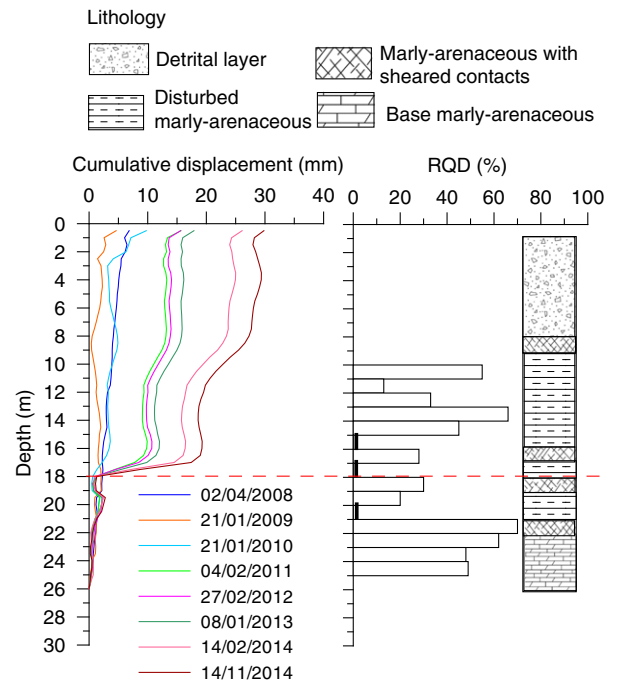 Lithology
Detrital layer
Marly-arenaceous with
sheared contacts
Disturbed
marly-arenaceous
Base marly-arenaceous
Cumulative displacement (mm)
0 10 20 30 40
RQD (%)
0 20 40 60 80 100
Depth (m)
0
2
4
6
8
10
12
14
16
18
20
22
24
26
28
30
02/04/2008
21/01/2009
21/01/2010
04/02/2011
27/02/2012
08/01/2013
14/02/2014
14/11/2014